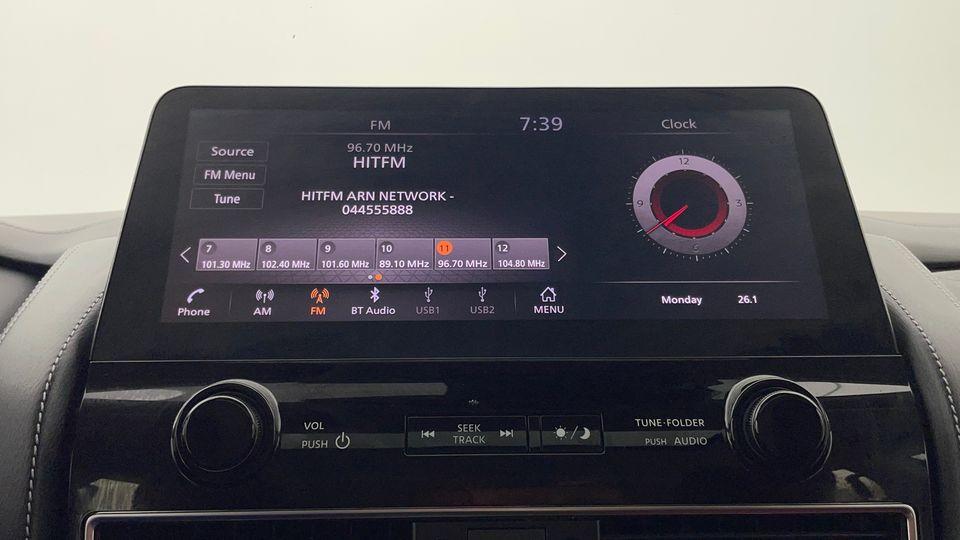 FM
7:39
Clock
Source
FM Menu
Tune
96.70 MHz
HITFM
HITFM ARN NETWORK -
044555888
7 8 9 10 11 12
101.30 MHz 102.40 MHz 101.60 MHz 89.10 MHz 96.70 MHz 104.80 MHz
12
9 3
6
Monday 26.1
Phone AM FM BT Audio USB1 USB2 MENU
VOL
PUSH
SEEK
TRACK
TUNE·FOLDER
PUSH AUDIO